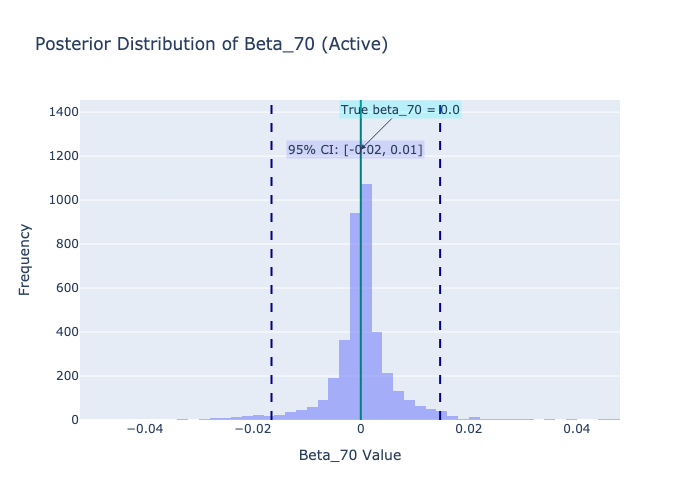 Posterior Distribution of Beta_70 (Active)
True beta_70 = 0.0
95% CI: [-0.02, 0.01]
1400
1200
1000
800
600
400
200
0
Frequency
−0.04
−0.02
0
0.02
0.04
Beta_70 Value